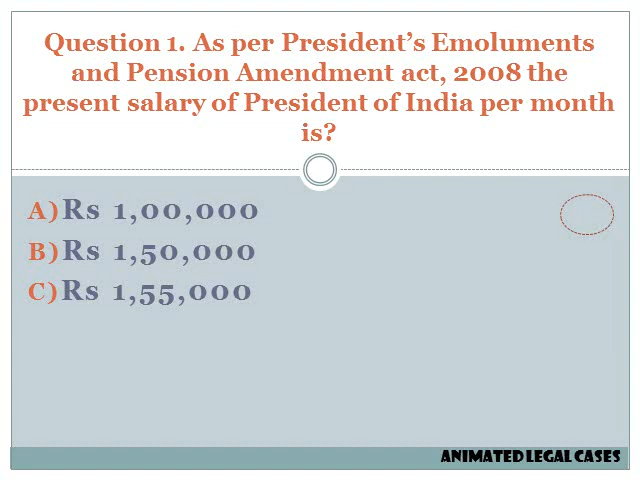 Question 1. As per President’s Emoluments
and Pension Amendment act, 2008 the
present salary of President of India per month
is?
A) Rs 1,00,000
B) Rs 1,50,000
C) Rs 1,55,000
ANIMATED LEGAL CASES